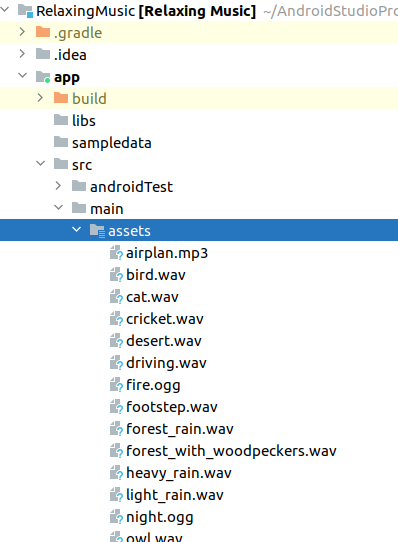 RelaxingMusic [Relaxing Music] ~/AndroidStudioPro
.gradle
.idea
app
build
libs
sampledata
src
androidTest
main
assets
airplan.mp3
bird.wav
cat.wav
cricket.wav
desert.wav
driving.wav
fire.ogg
footstep.wav
forest_rain.wav
forest_with_woodpeckers.wav
heavy_rain.wav
light_rain.wav
night.ogg
owl.wav